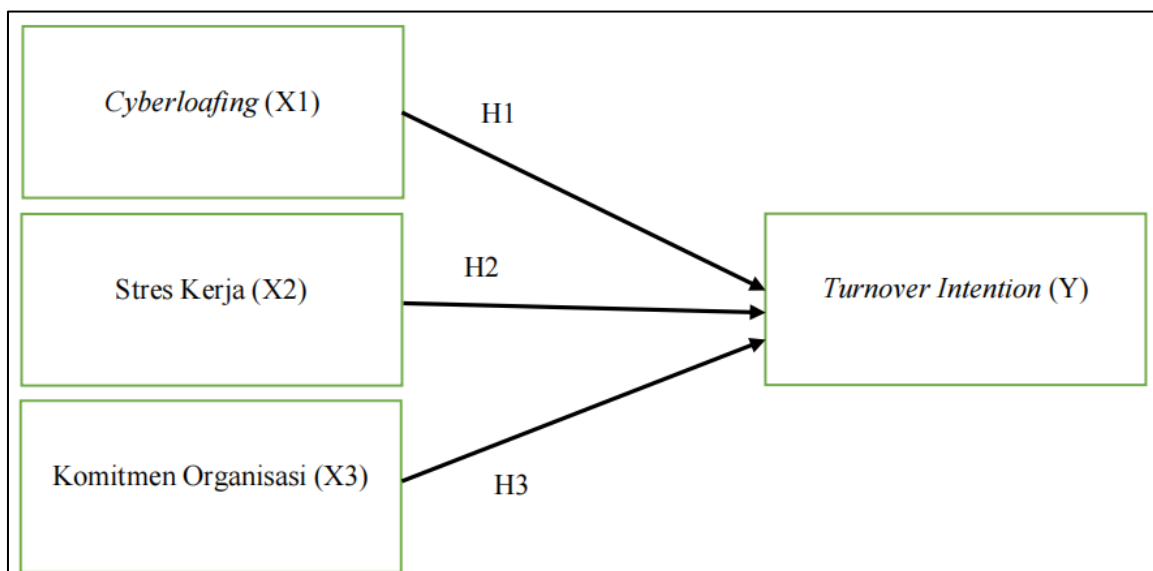 Cyberloafing (X1)
H1
Stres Kerja (X2)
H2
Turnover Intention (Y)
Komitmen Organisasi (X3)
H3